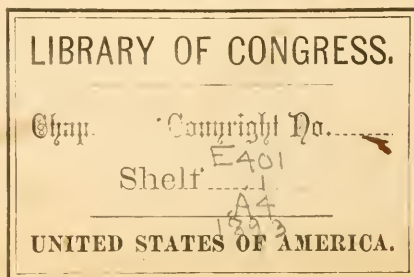 LIBRARY OF CONGRESS.
Chap. Copyright No.
E401
Shelf .1
A4
1893
UNITED STATES OF AMERICA.